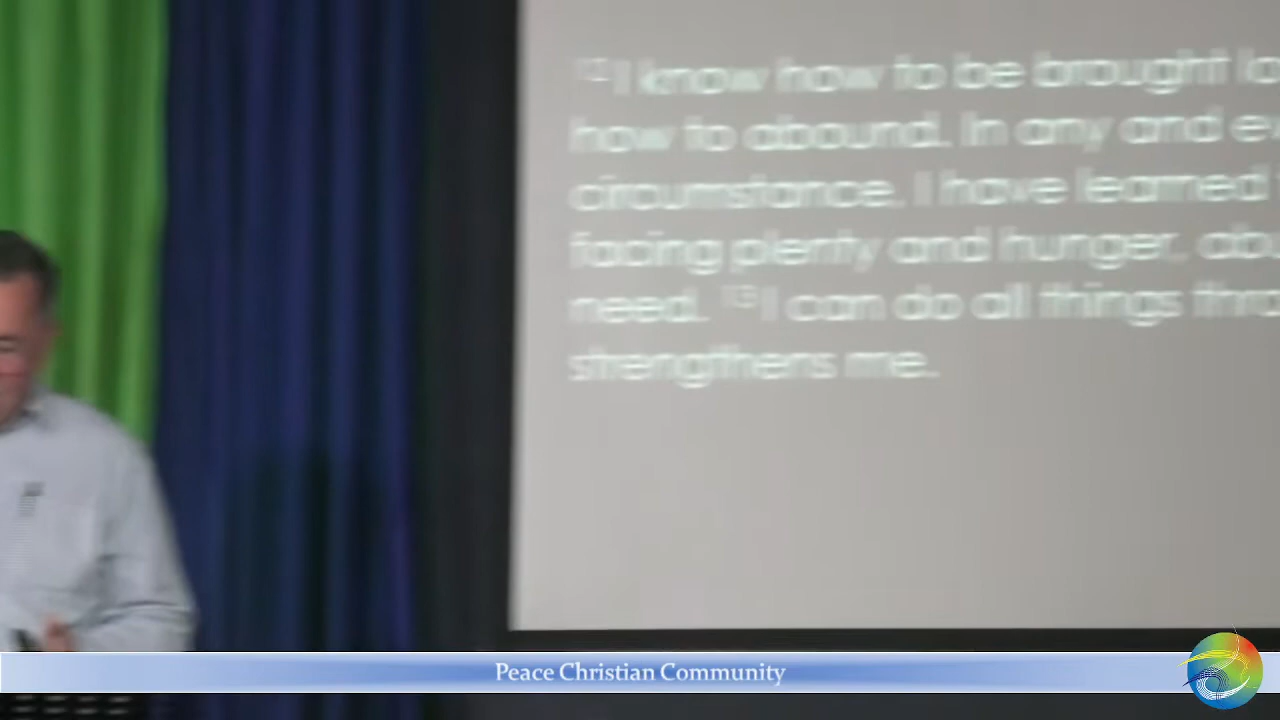 12 I know how to be brought lo
how to abound. In any and ev
circumstance, I have learned
facing plenty and hunger, abu
need. 13 I can do all things thro
strengthens me.
Peace Christian Community